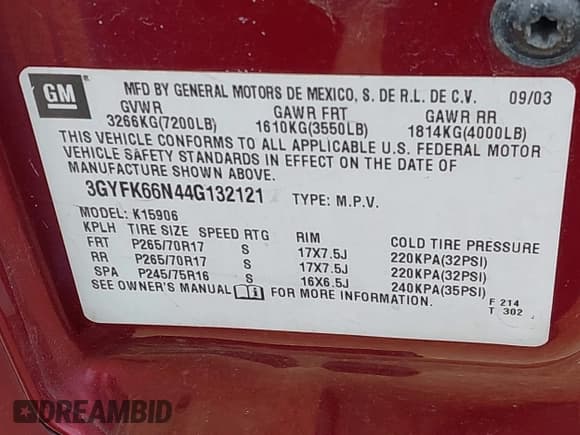 GM
MFD BY GENERAL MOTORS DE MEXICO, S. DE R.L. DE C.V. 09/03
GVWR GAWR FRT GAWR RR
3266KG(7200LB) 1610KG(3550LB) 1814KG(4000LB)
THIS VEHICLE CONFORMS TO ALL APPLICABLE U.S. FEDERAL MOTOR
VEHICLE SAFETY STANDARDS IN EFFECT ON THE DATE OF
MANUFACTURE SHOWN ABOVE.
3GYFK66N44G132121 TYPE: M.P.V.
MODEL: K15906
KPLH TIRE SIZE SPEED RTG RIM COLD TIRE PRESSURE
FRT P265/70R17 S 17X7.5J 220KPA(32PSI)
RR P265/70R17 S 17X7.5J 220KPA(32PSI)
SPA P245/75R16 S 16X6.5J 240KPA(35PSI)
SEE OWNER'S MANUAL FOR MORE INFORMATION.
F 214
T 302
DREAMBID